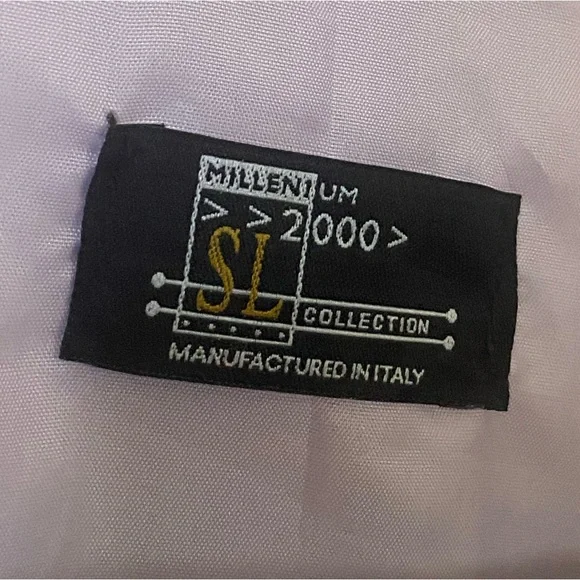 MILLENIUM
> >2000>
SL
COLLECTION
MANUFACTURED IN ITALY